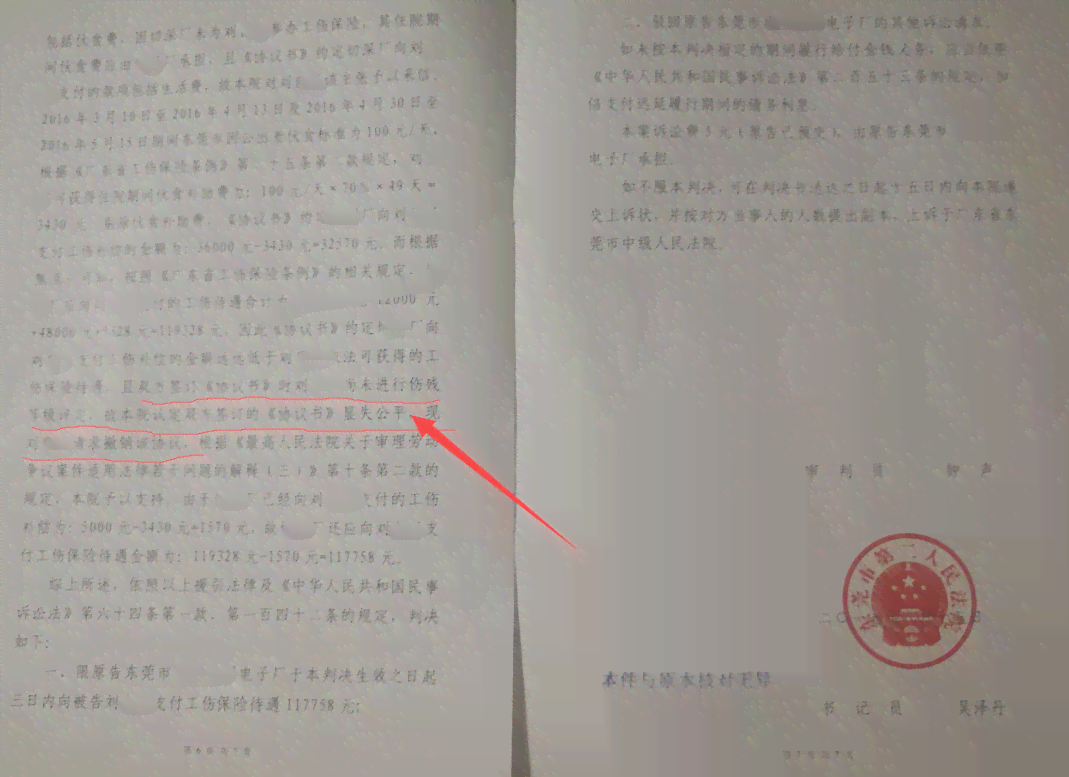 包括伙食费，因切深厂未为刘 参办工伤保险，其住院期
间伙食费应由 厂承担，且《协议书》约定切深厂向刘
支付的款项包括生活费，故本院对刘 该主张予以采信。
2016年3月16日至2016年4月13日及2016年4月30日至
2016年5月15日期间东莞市因公出差伙食标准为100元/天，
根据《广东省工伤保险条例》第二十五条第二款规定，刘
可获得住院期间伙食补助费为：100元/天×70%×49天=
3430元 扣除伙食补助费，《协议书》约 厂向刘
支付工伤补偿的金额为：36000元-3430元=32570元。而根据
按照《广东省工伤保险条例》的相关规定，
付的工伤待遇合计为 12000元
+48000元+ 328元=119328元，因此《协议书》约定 厂向
刘 支付工伤补偿的金额远远低于刘 依法可获得的工
伤保险待遇，且双方签订《协议书》时刘 尚未进行伤残
等级评定，故本院认定双方签订的《协议书》显失公平，现
刘 请求撤销该协议，根据《最高人民法院关于审理劳动
争议案件适用法律若干问题的解释（三）》第十条第二款的
规定，本院予以支持。由于 已经向刘 支付的工伤
补偿为：5000元-3430元=1570元，故 厂还应向刘 支
付工伤保险待遇金额为：119328元-1570元=117758元。
综上所述，依照以上援引法律及《中华人民共和国民事
诉讼法》第六十四条第一款、第一百四十二条的规定，判决
如下：
一、限原告东莞市 电子厂于本判决生效之日起
三日内向被告刘 支付工伤保险待遇117758元；
第6页 共7页
二、驳回原告东莞市 电子厂的其他诉讼请求。
如未按本判决指定的期间履行给付金钱义务，应当依照
《中华人民共和国民事诉讼法》第二百五十三条的规定，加
倍支付迟延履行期间的债务利息。
本案诉讼费5元（原告已预交），由原告东莞市
电子厂承担。
如不服本判决，可在判决书送达之日起十五日内向本院递
交上诉状，并按对方当事人的人数提出副本，上诉于广东省东
莞市中级人民法院。
审 判 员 钟 声
东莞市第二人民法院
二〇一
本件与原本核对无异
书 记 员 吴泽丹
第7页 共7页